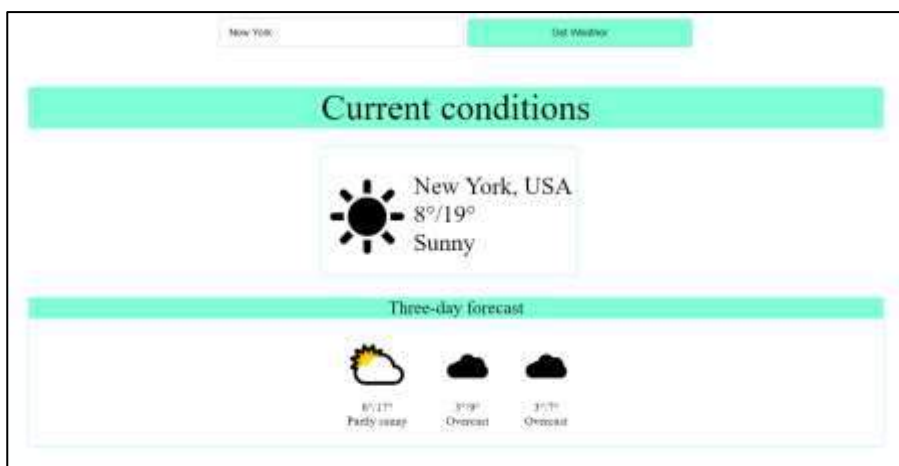 New York
Get Weather
Current conditions
New York, USA
8°/19°
Sunny
Three-day forecast
Partly sunny
Overcast
Overcast